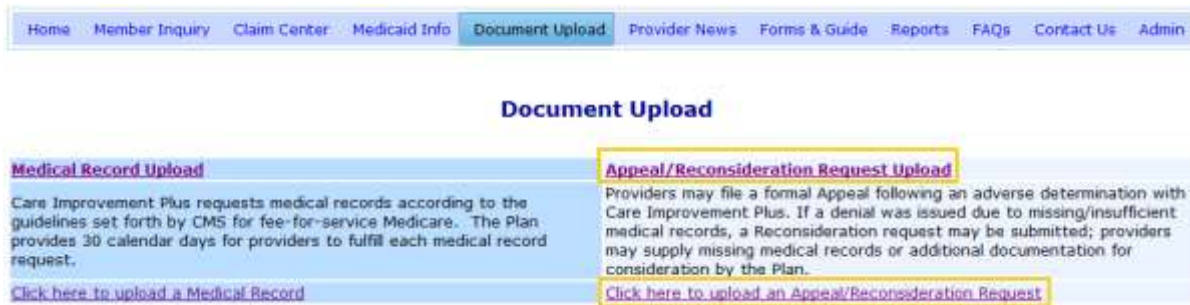 Home Member Inquiry Claim Center Medicaid Info Document Upload Provider News Forms & Guide Reports FAQs Contact Us Admin
Document Upload
Medical Record Upload
Care Improvement Plus requests medical records according to the
guidelines set forth by CMS for fee-for-service Medicare. The Plan
provides 30 calendar days for providers to fulfill each medical record
request.
Click here to upload a Medical Record
Appeal/Reconsideration Request Upload
Providers may file a formal Appeal following an adverse determination with
Care Improvement Plus. If a denial was issued due to missing/insufficient
medical records, a Reconsideration request may be submitted; providers
may supply missing medical records or additional documentation for
consideration by the Plan.
Click here to upload an Appeal/Reconsideration Request